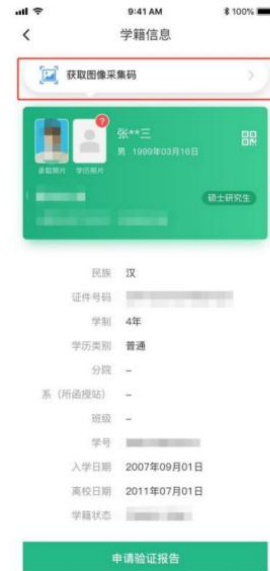 9:41 AM
100%
学籍信息
获取图像采集码
张**三
男 1999年03月16日
录取照片 学历照片
硕士研究生
民族 汉
证件号码
学制 4年
学历类别 普通
分院 -
系（所函授站） -
班级 -
学号
入学日期 2007年09月01日
离校日期 2011年07月01日
学籍状态
申请验证报告